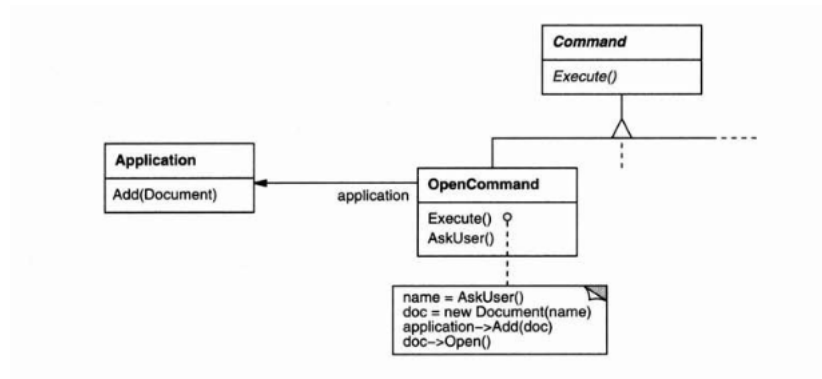 Command
Execute()
Application
Add(Document)
application
OpenCommand
Execute()
AskUser()
name = AskUser()
doc = new Document(name)
application->Add(doc)
doc->Open()